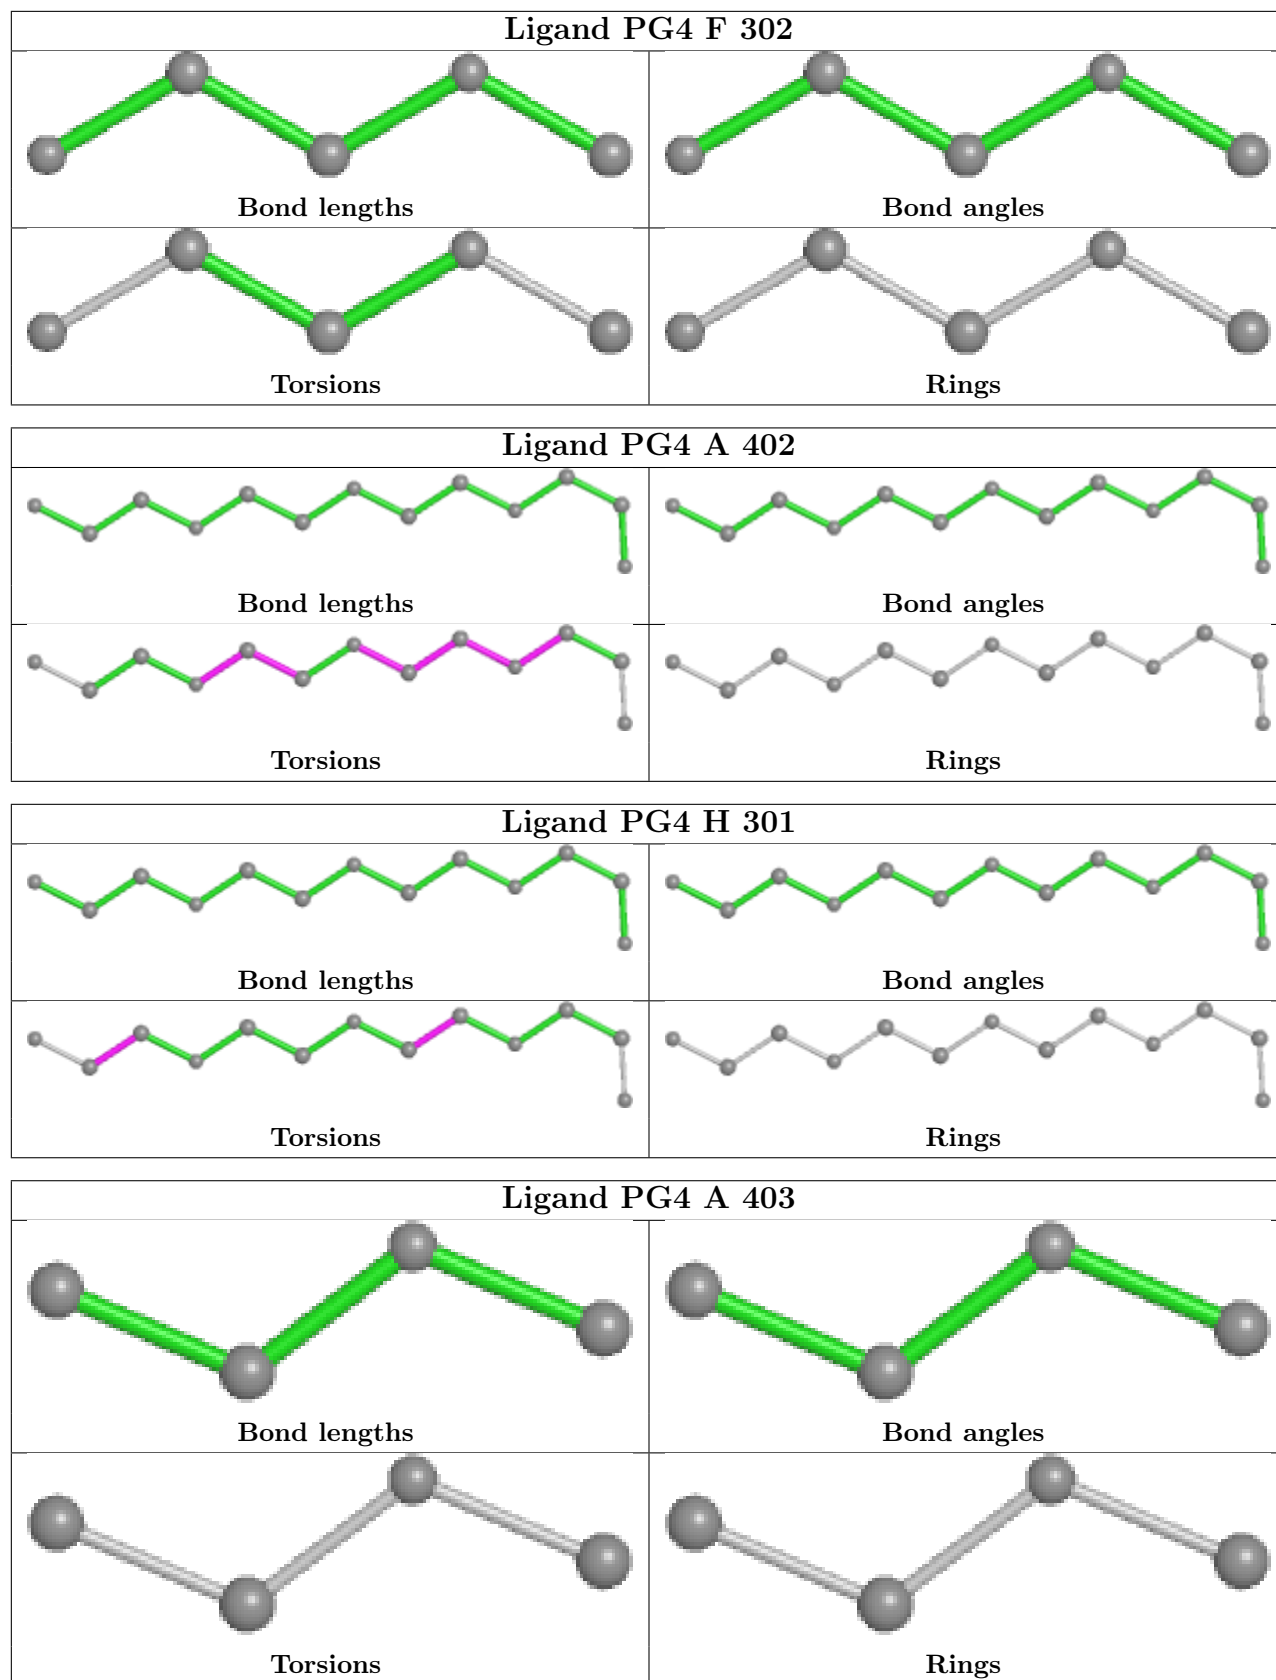 Ligand PG4 F 302
Bond lengths
Bond angles
Torsions
Rings
Ligand PG4 A 402
Bond lengths
Bond angles
Torsions
Rings
Ligand PG4 H 301
Bond lengths
Bond angles
Torsions
Rings
Ligand PG4 A 403
Bond lengths
Bond angles
Torsions
Rings